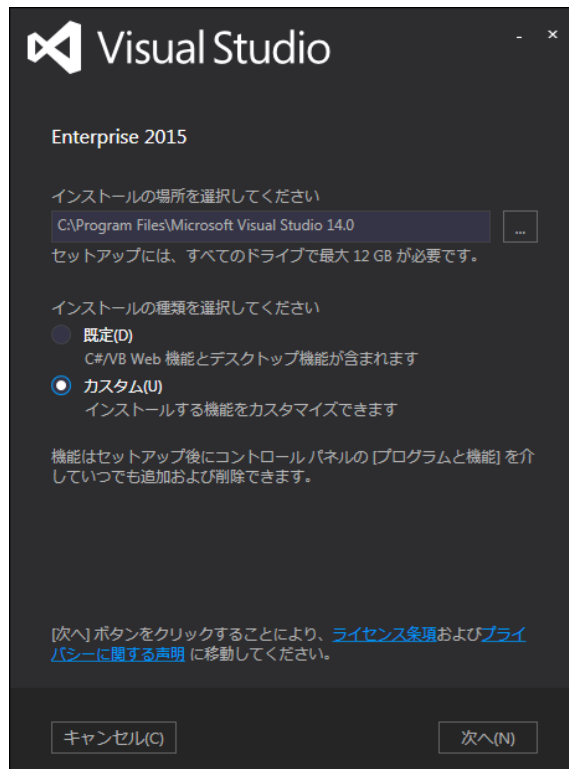 Visual Studio
Enterprise 2015
インストールの場所を選択してください
C:\Program Files\Microsoft Visual Studio 14.0
...
セットアップには、すべてのドライブで最大 12 GB が必要です。
インストールの種類を選択してください
既定(D)
C#/VB Web 機能とデスクトップ機能が含まれます
カスタム(U)
インストールする機能をカスタマイズできます
機能はセットアップ後にコントロール パネルの [プログラムと機能] を介
していつでも追加および削除できます。
[次へ] ボタンをクリックすることにより、ライセンス条項およびプライ
バシーに関する声明 に移動してください。
キャンセル(C)
次へ(N)